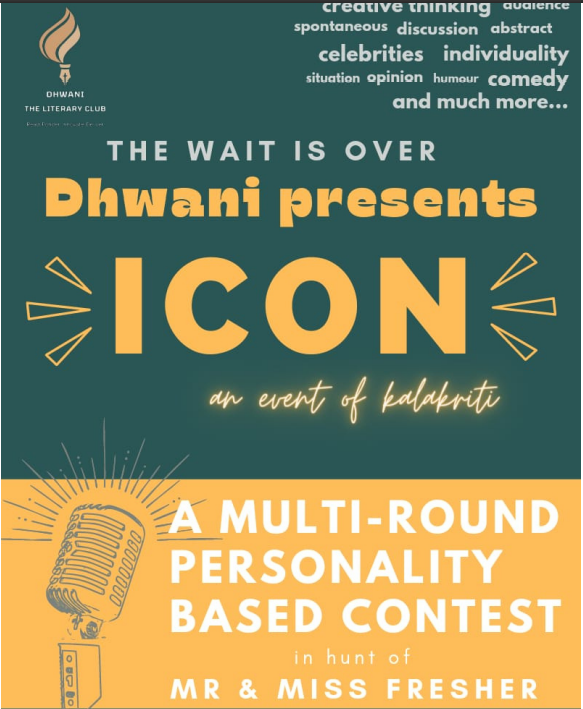 creative thinking audience
spontaneous discussion abstract
celebrities individuality
situation opinion humour comedy
and much more...
DHWANI
THE LITERARY CLUB
THE WAIT IS OVER
Dhwani presents
ICON
an event of kalakriti
A MULTI-ROUND
PERSONALITY
BASED CONTEST
in hunt of
MR & MISS FRESHER